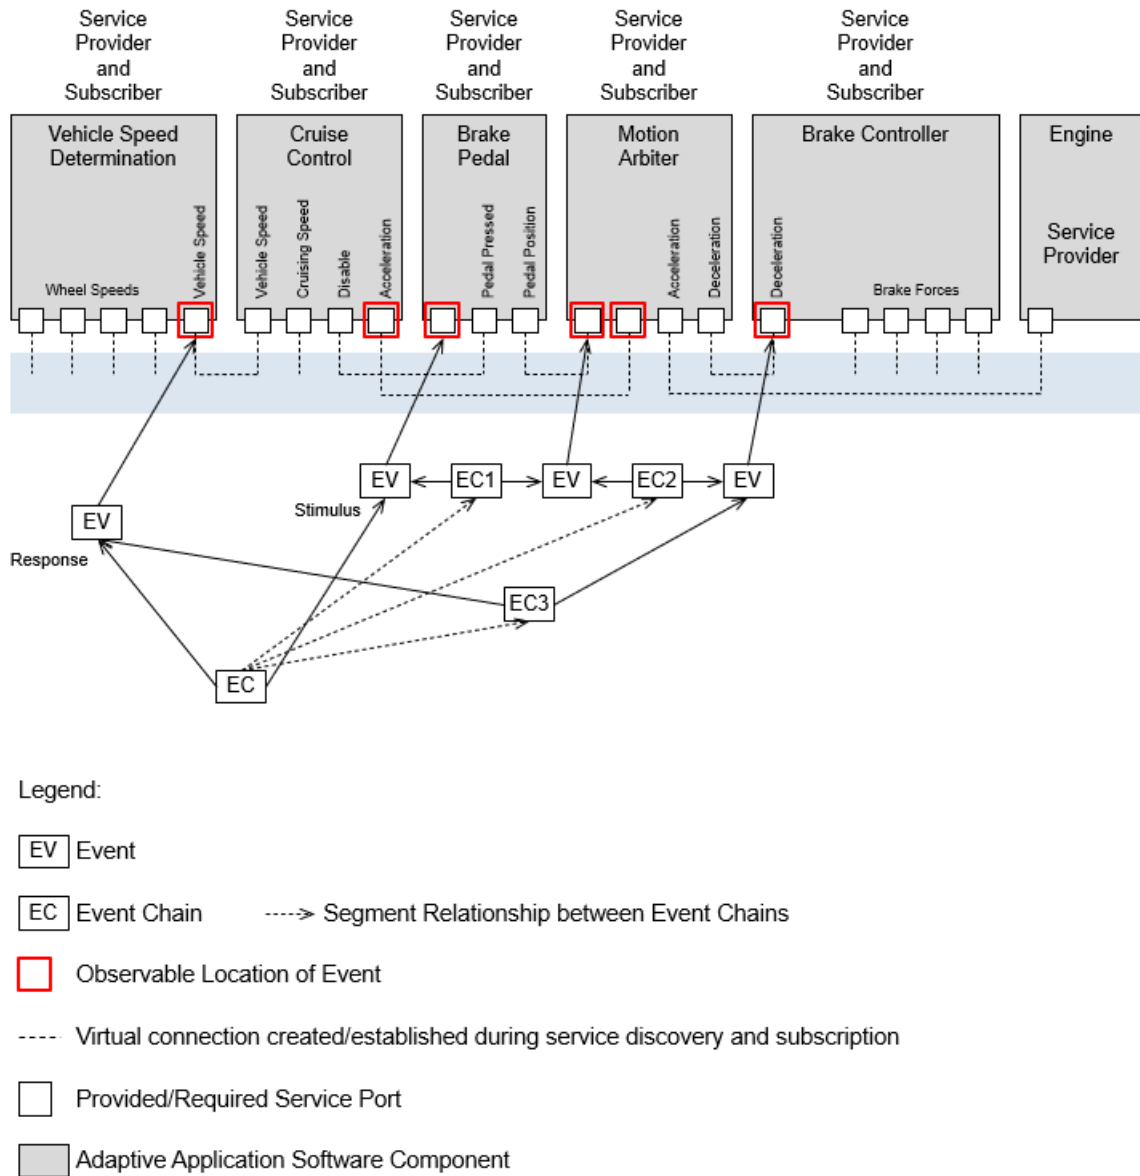 Service
Provider
and
Subscriber
Service
Provider
and
Subscriber
Service
Provider
and
Subscriber
Service
Provider
and
Subscriber
Service
Provider
and
Subscriber
Vehicle Speed
Determination
Wheel Speeds
Vehicle Speed
Cruise
Control
Vehicle Speed
Cruising Speed
Disable
Acceleration
Brake
Pedal
Pedal Pressed
Pedal Position
Motion
Arbiter
Acceleration
Deceleration
Brake Controller
Deceleration
Brake Forces
Engine
Service
Provider
EV
EC1
EV
EC2
EV
Stimulus
EV
Response
EC3
EC
Legend:
EV Event
EC Event Chain
Segment Relationship between Event Chains
Observable Location of Event
Virtual connection created/established during service discovery and subscription
Provided/Required Service Port
Adaptive Application Software Component